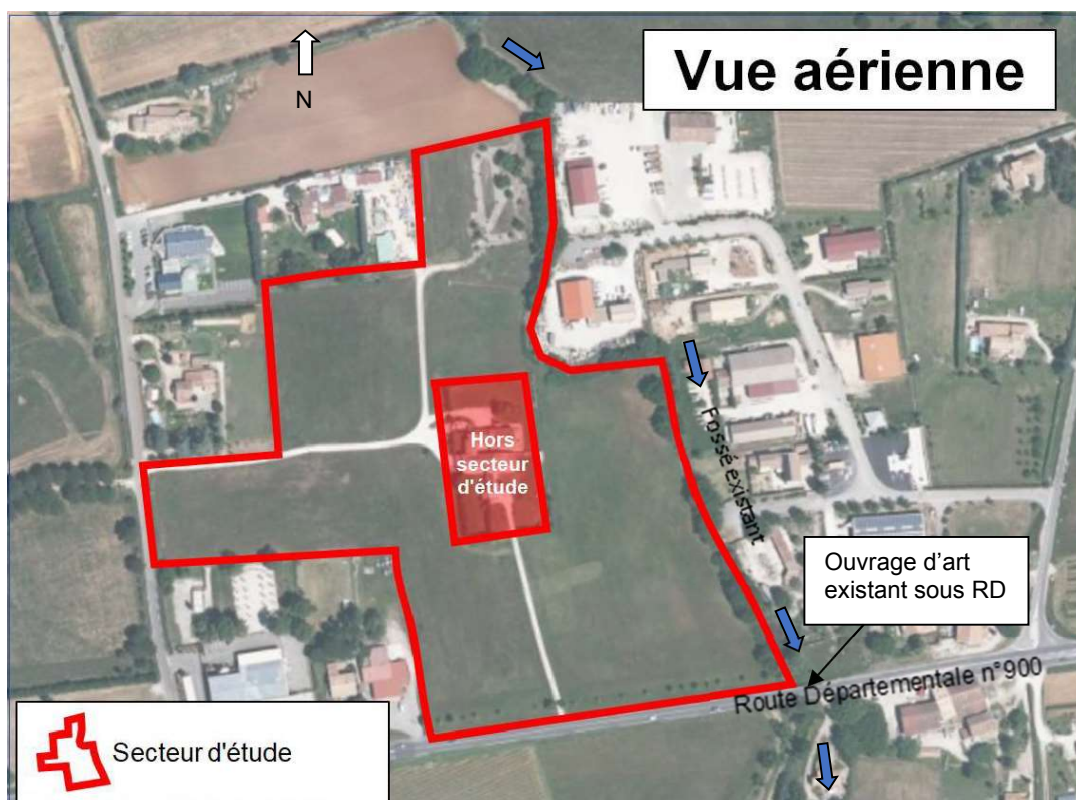 Vue aérienne
N
Hors
secteur
d'étude
Fossé existant
Ouvrage d'art
existant sous RD
Route Départementale n°900
Secteur d'étude